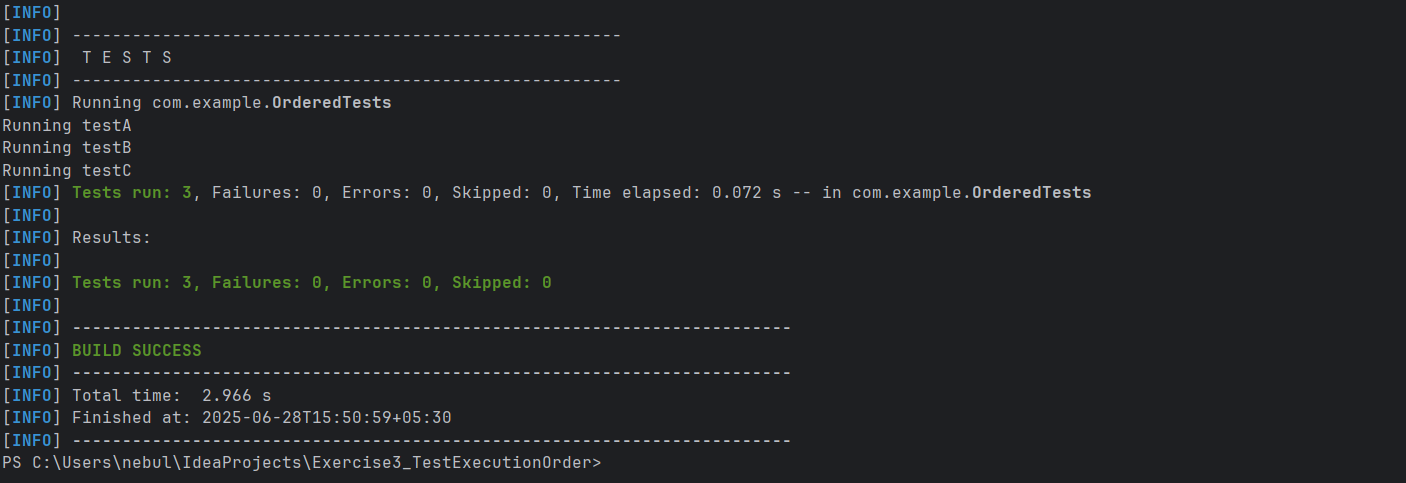 [INFO]
[INFO] -------------------------------------------------------
[INFO]  T E S T S
[INFO] -------------------------------------------------------
[INFO] Running com.example.OrderedTests
Running testA
Running testB
Running testC
[INFO] Tests run: 3, Failures: 0, Errors: 0, Skipped: 0, Time elapsed: 0.072 s -- in com.example.OrderedTests
[INFO]
[INFO] Results:
[INFO]
[INFO] Tests run: 3, Failures: 0, Errors: 0, Skipped: 0
[INFO]
[INFO] ------------------------------------------------------------------------
[INFO] BUILD SUCCESS
[INFO] ------------------------------------------------------------------------
[INFO] Total time:  2.966 s
[INFO] Finished at: 2025-06-28T15:50:59+05:30
[INFO] ------------------------------------------------------------------------
PS C:\Users\nebul\IdeaProjects\Exercise3_TestExecutionOrder>